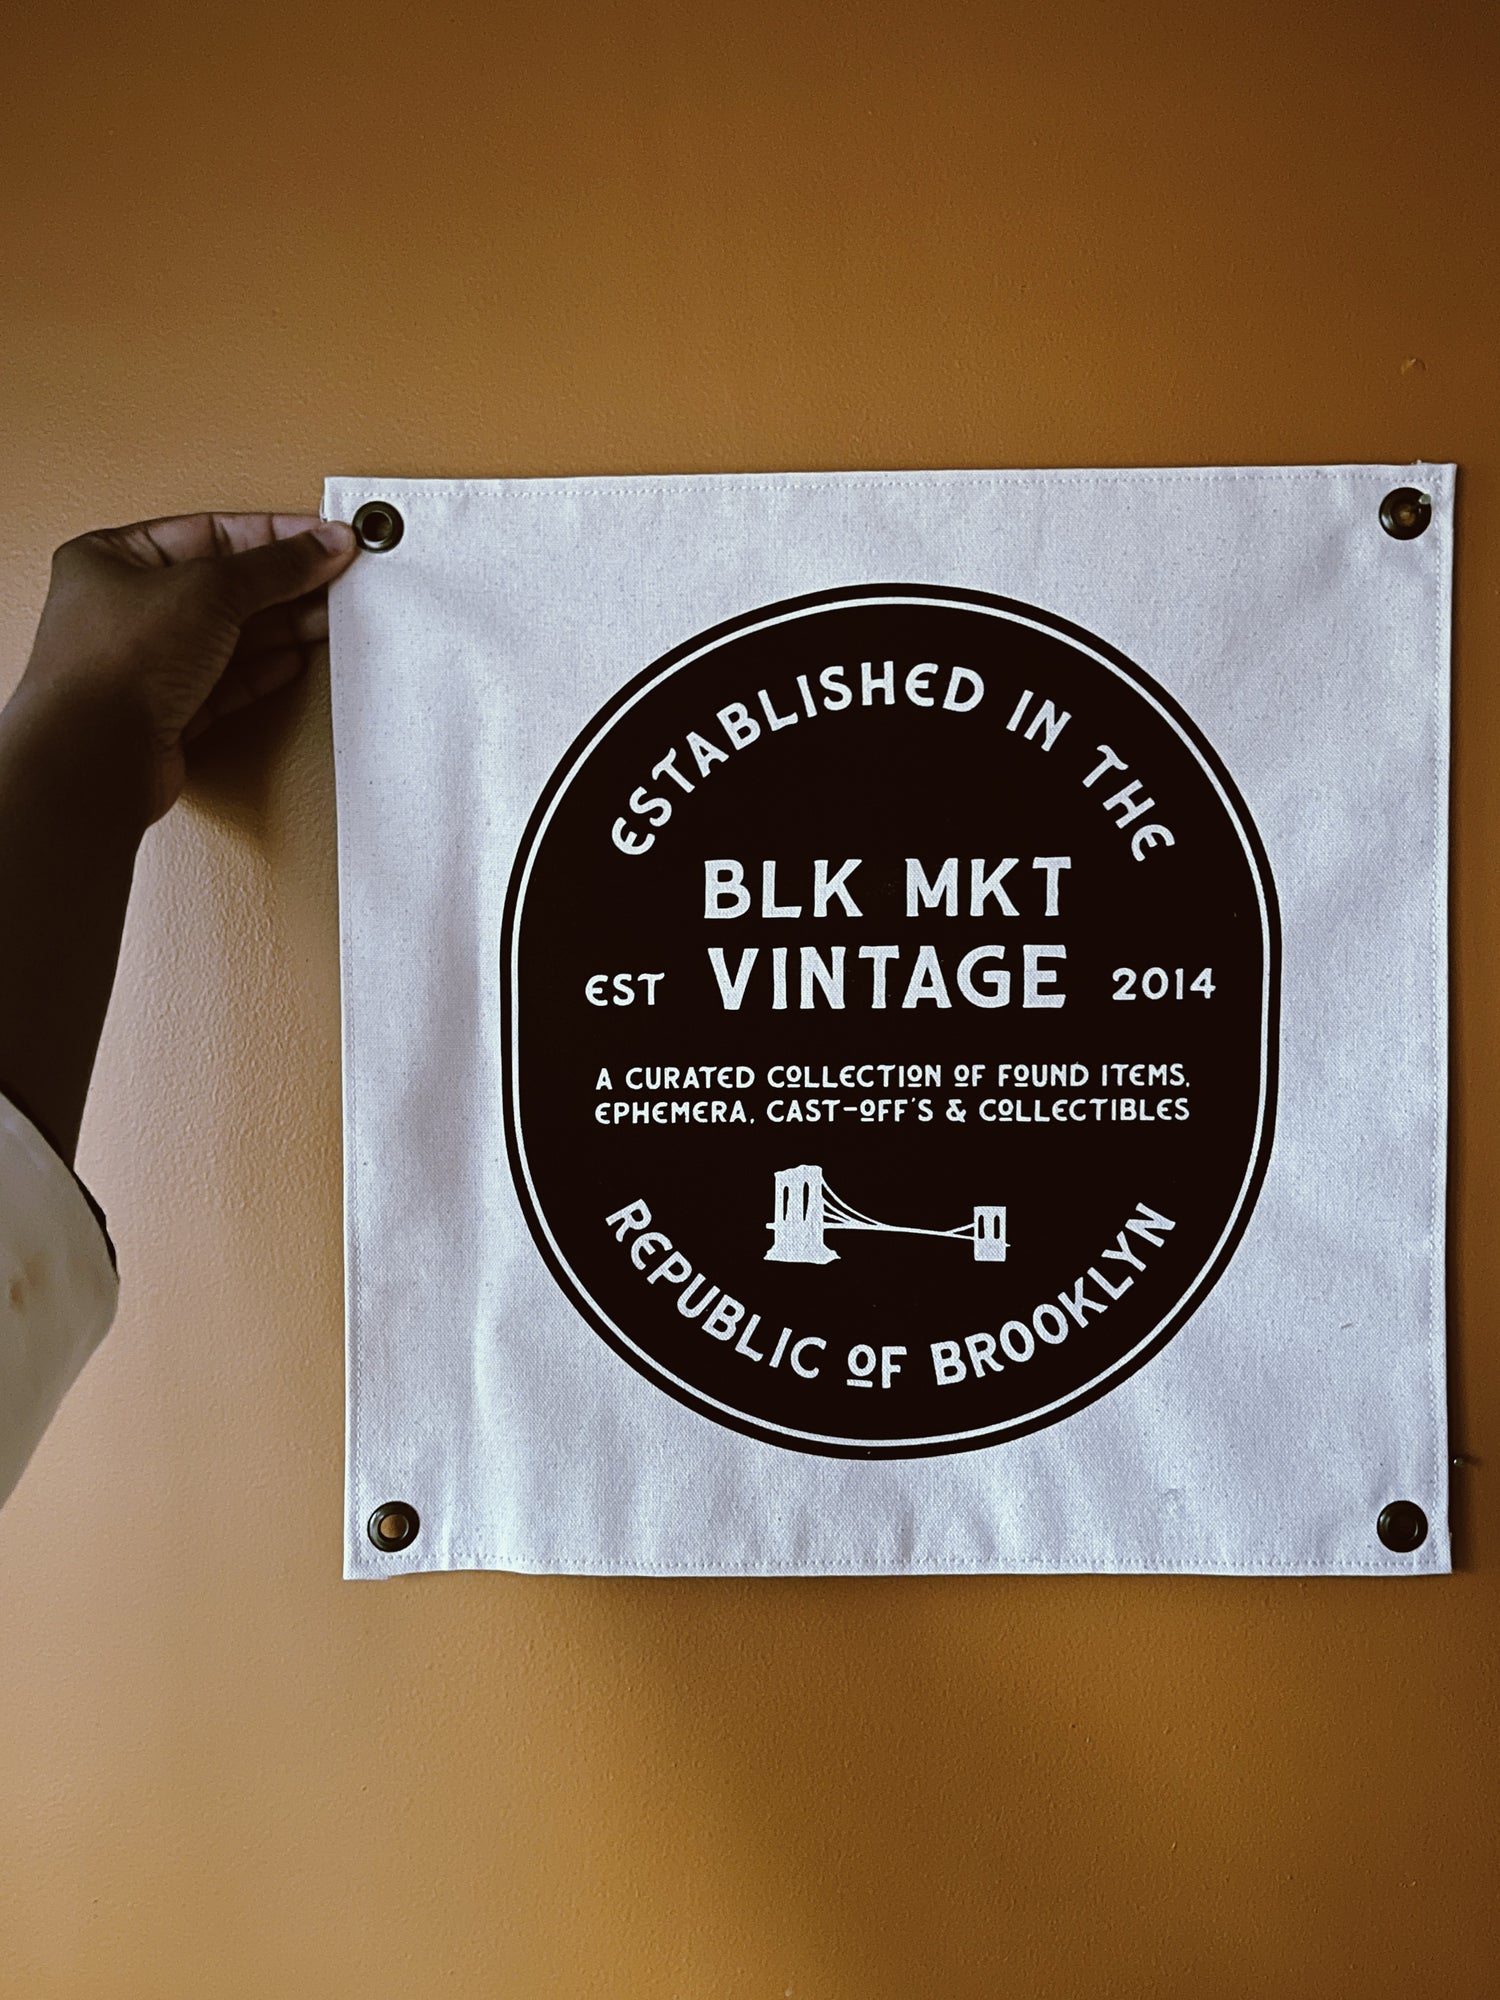 ESTABLISHED IN THE
BLK MKT
EST VINTAGE 2014
A CURATED COLLECTION OF FOUND ITEMS,
EPHEMERA, CAST-OFF'S & COLLECTIBLES
REPUBLIC OF BROOKLYN